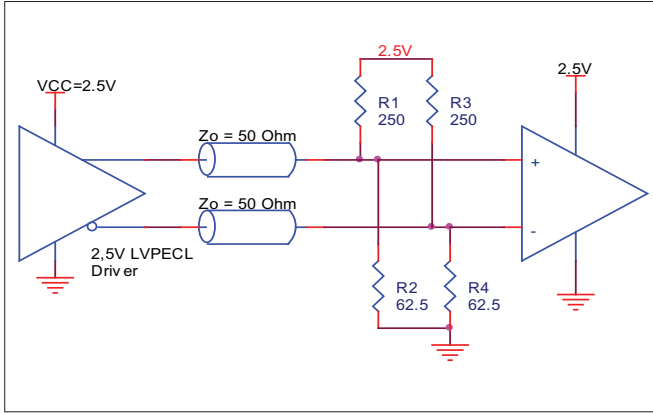 2.5V
2.5V
VCC=2.5V
R1
250
R3
250
Zo = 50 Ohm
+
Zo = 50 Ohm
-
2,5V LVPECL
Driver
R2
62.5
R4
62.5